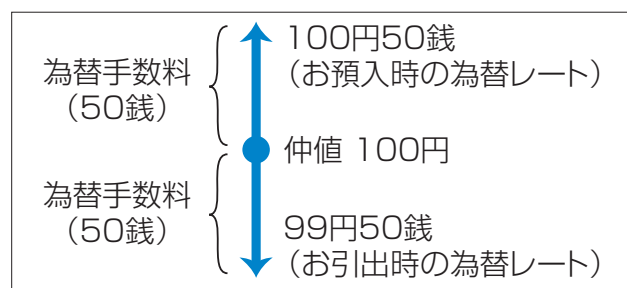 100円50銭
（お預入時の為替レート）
為替手数料
（50銭）
仲値 100円
為替手数料
（50銭）
99円50銭
（お引出時の為替レート）